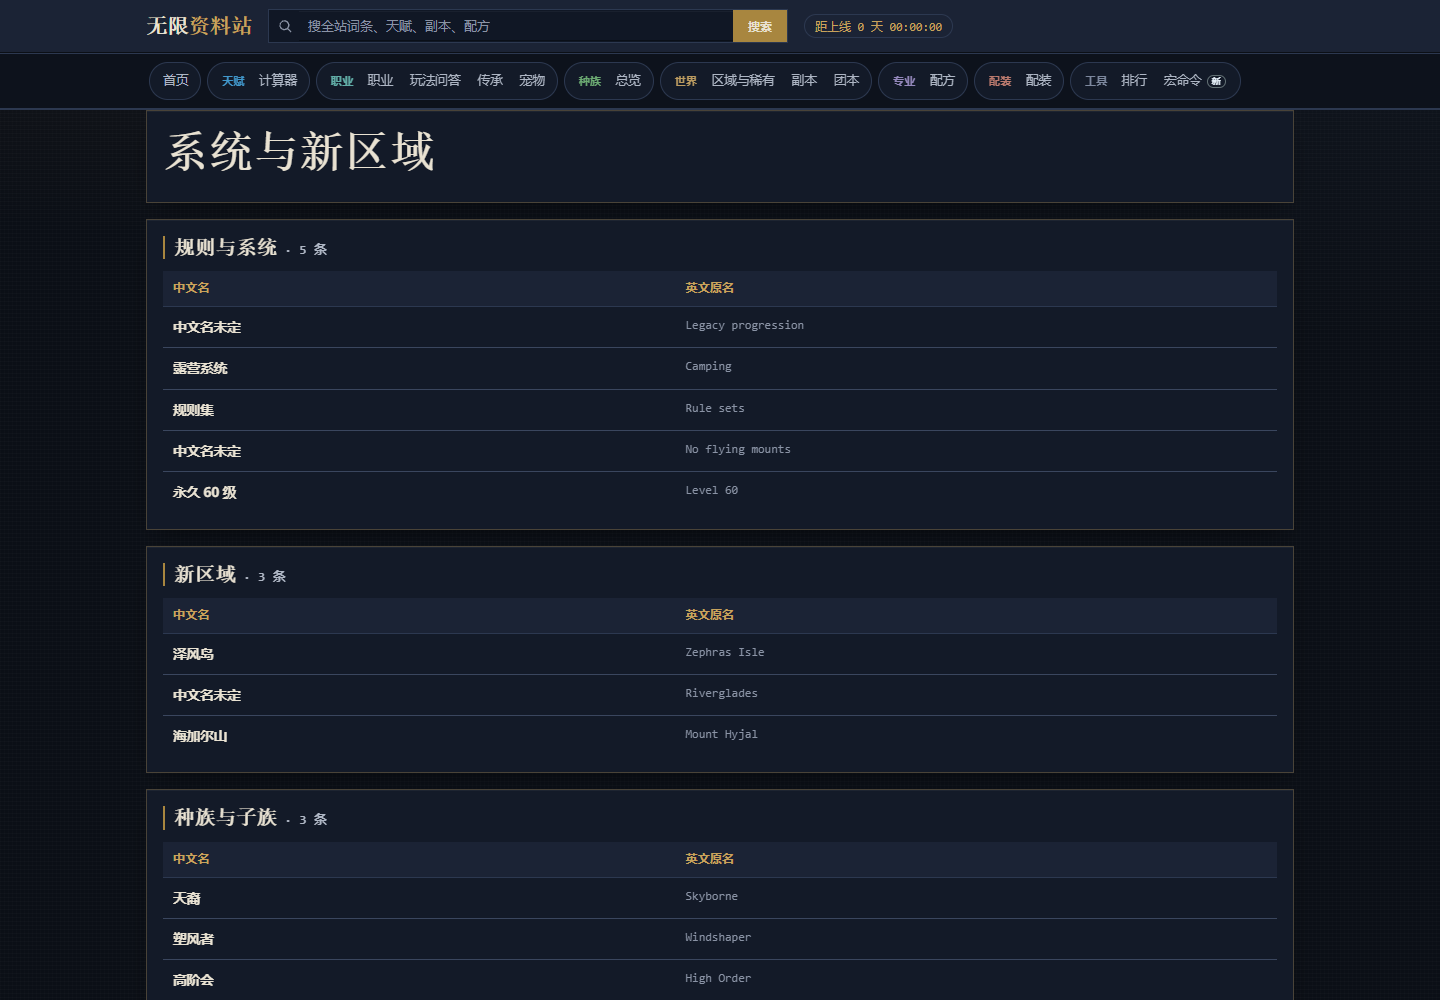 无限资料站
搜全站词条、天赋、副本、配方
搜索
距上线 0 天 00:00:00
首页 天赋 计算器 职业 职业 玩法问答 传承 宠物 种族 总览 世界 区域与稀有 副本 团本 专业 配方 配装 配装 工具 排行 宏命令 新
系统与新区域
规则与系统 · 5 条
中文名 英文原名
中文名未定 Legacy progression
露营系统 Camping
规则集 Rule sets
中文名未定 No flying mounts
永久 60 级 Level 60
新区域 · 3 条
中文名 英文原名
泽风岛 Zephras Isle
中文名未定 Riverglades
海加尔山 Mount Hyjal
种族与子族 · 3 条
中文名 英文原名
天裔 Skyborne
塑风者 Windshaper
高阶会 High Order